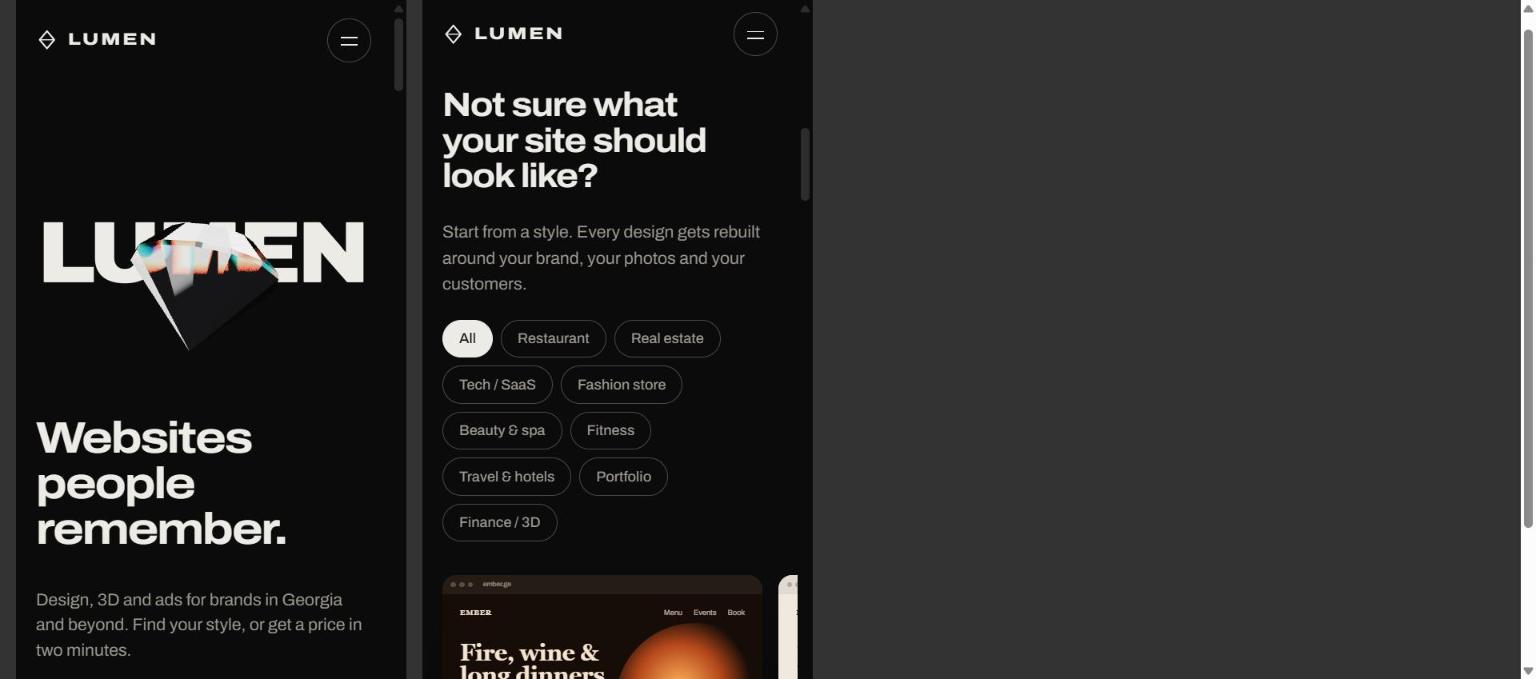 LUMEN
LUMEN
Websites
people
remember.
Design, 3D and ads for brands in Georgia
and beyond. Find your style, or get a price in
two minutes.
LUMEN
Not sure what
your site should
look like?
Start from a style. Every design gets rebuilt
around your brand, your photos and your
customers.
All Restaurant Real estate
Tech / SaaS Fashion store
Beauty & spa Fitness
Travel & hotels Portfolio
Finance / 3D
ember.ge
EMBER Menu Events Book
Fire, wine &
long dinners